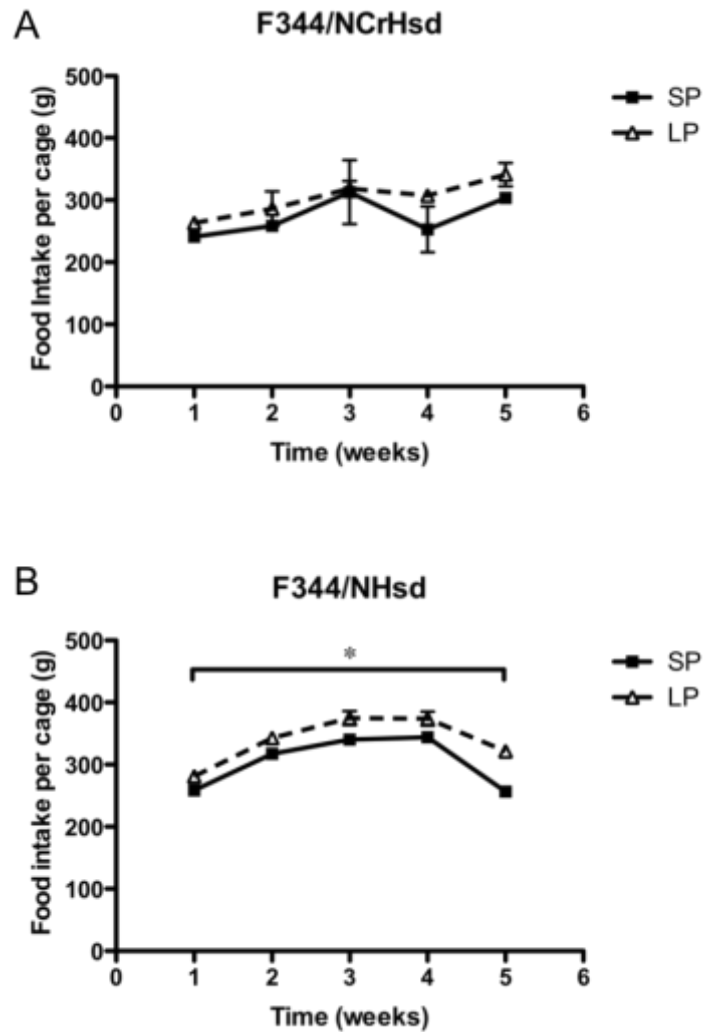 A
F344/NCrHsd
Food Intake per cage (g)
500
400
300
200
100
0
0 1 2 3 4 5 6
Time (weeks)
SP
LP
B
F344/NHsd
Food intake per cage (g)
500
400
300
200
100
0
*
0 1 2 3 4 5 6
Time (weeks)
SP
LP